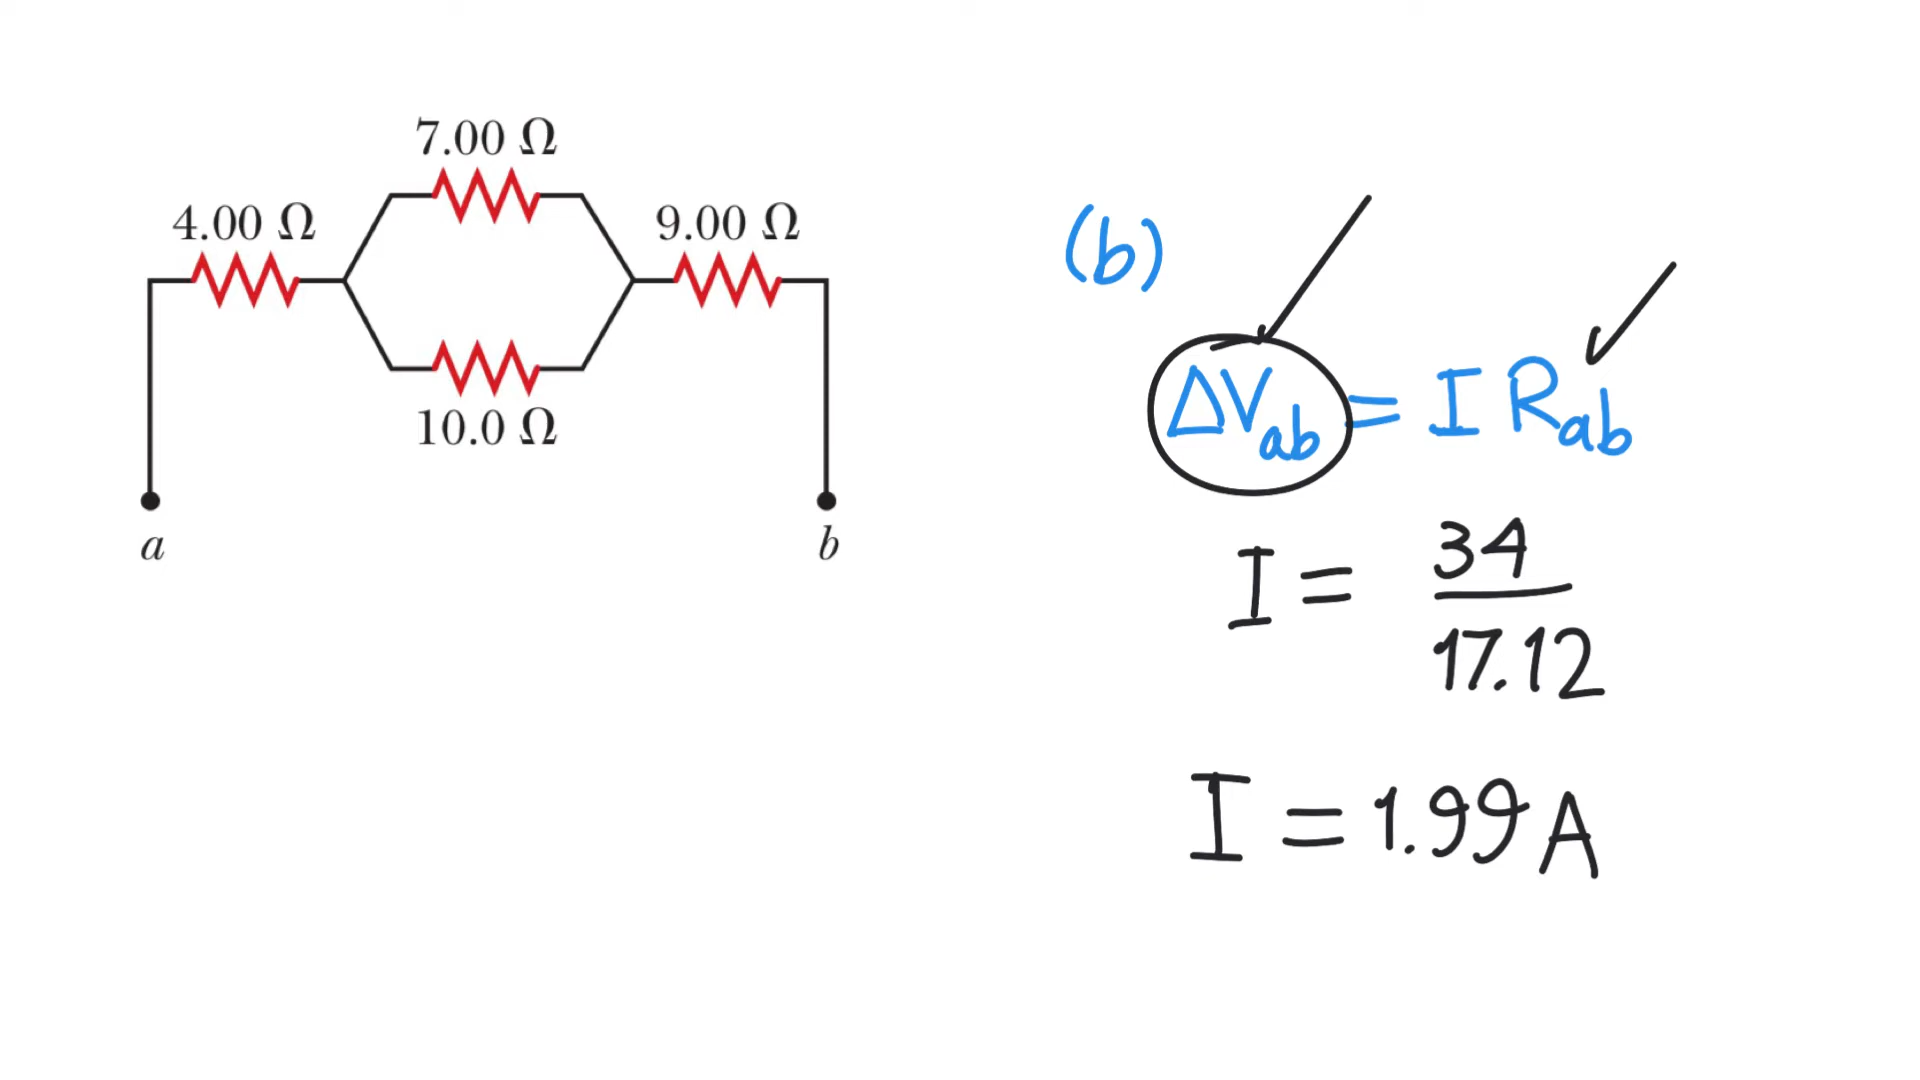 7.00 Ω
4.00 Ω
9.00 Ω
10.0 Ω
a
b
(b)
ΔVab = I Rab
I = 34/17.12
I = 1.99 A